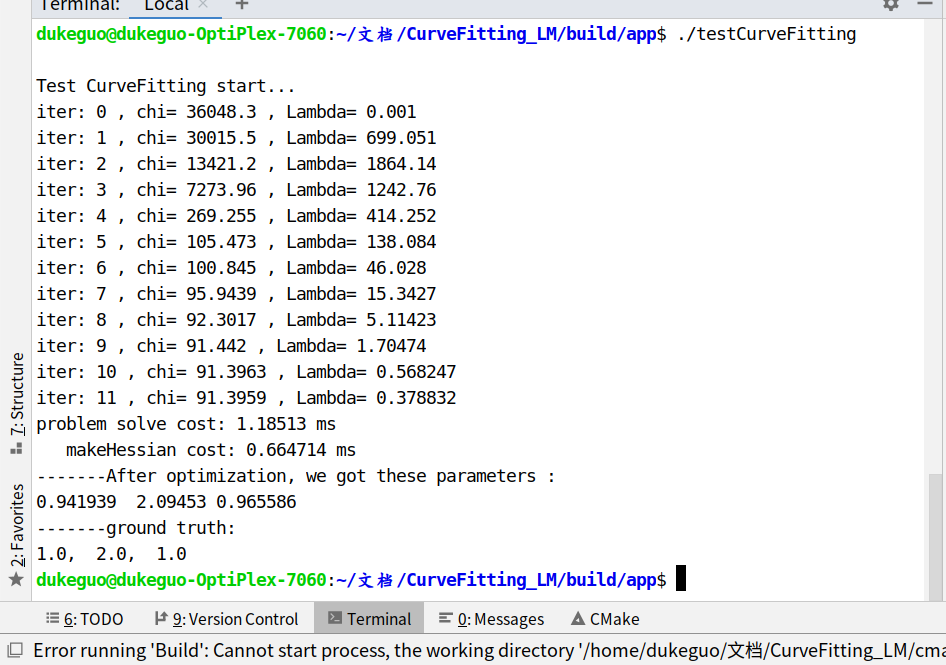 Terminal: Local × +
dukeguo@dukeguo-OptiPlex-7060:~/文档/CurveFitting_LM/build/app$ ./testCurveFitting
Test CurveFitting start...
iter: 0 , chi= 36048.3 , Lambda= 0.001
iter: 1 , chi= 30015.5 , Lambda= 699.051
iter: 2 , chi= 13421.2 , Lambda= 1864.14
iter: 3 , chi= 7273.96 , Lambda= 1242.76
iter: 4 , chi= 269.255 , Lambda= 414.252
iter: 5 , chi= 105.473 , Lambda= 138.084
iter: 6 , chi= 100.845 , Lambda= 46.028
iter: 7 , chi= 95.9439 , Lambda= 15.3427
iter: 8 , chi= 92.3017 , Lambda= 5.11423
iter: 9 , chi= 91.442 , Lambda= 1.70474
iter: 10 , chi= 91.3963 , Lambda= 0.568247
iter: 11 , chi= 91.3959 , Lambda= 0.378832
problem solve cost: 1.18513 ms
makeHessian cost: 0.664714 ms
-------After optimization, we got these parameters :
0.941939  2.09453 0.965586
-------ground truth:
1.0,  2.0,  1.0
dukeguo@dukeguo-OptiPlex-7060:~/文档/CurveFitting_LM/build/app$
7: Structure
2: Favorites
6: TODO 9: Version Control Terminal 0: Messages CMake
Error running 'Build': Cannot start process, the working directory '/home/dukeguo/文档/CurveFitting_LM/cma